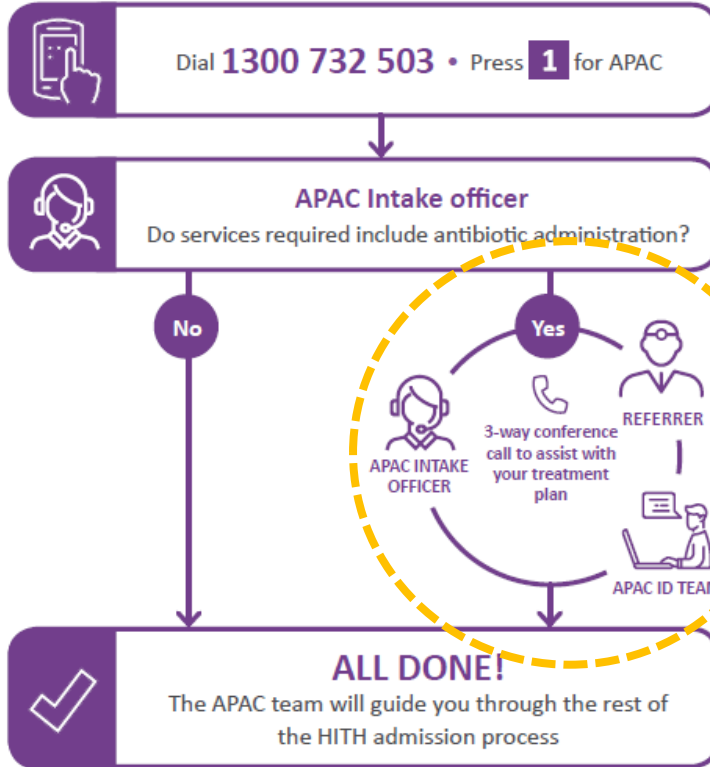 Dial 1300 732 503 • Press 1 for APAC
APAC Intake officer
Do services required include antibiotic administration?
No
Yes
REFERRER
3-way conference
call to assist with
your treatment
plan
APAC INTAKE
OFFICER
APAC ID TEAM
ALL DONE!
The APAC team will guide you through the rest of
the HITH admission process